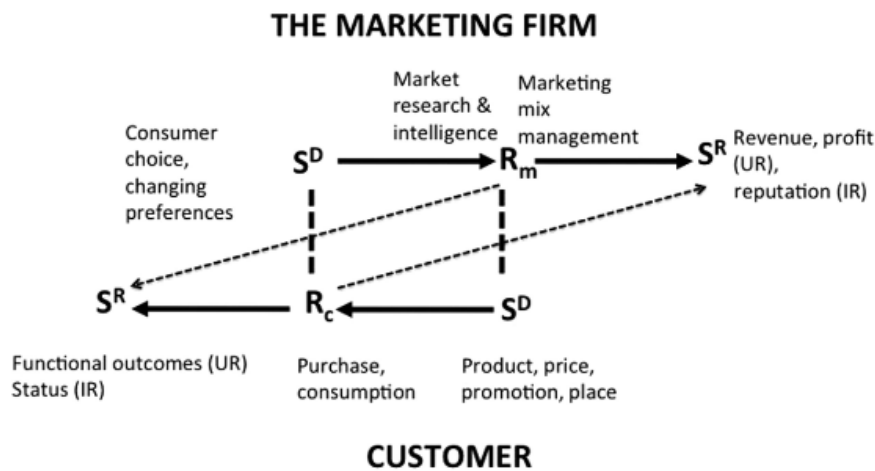 THE MARKETING FIRM
Market
research &
intelligence
Marketing
mix
management
Consumer
choice,
changing
preferences
S^D
R_m
S^R
Revenue, profit
(UR),
reputation (IR)
S^R
R_c
S^D
Functional outcomes (UR)
Status (IR)
Purchase,
consumption
Product, price,
promotion, place
CUSTOMER